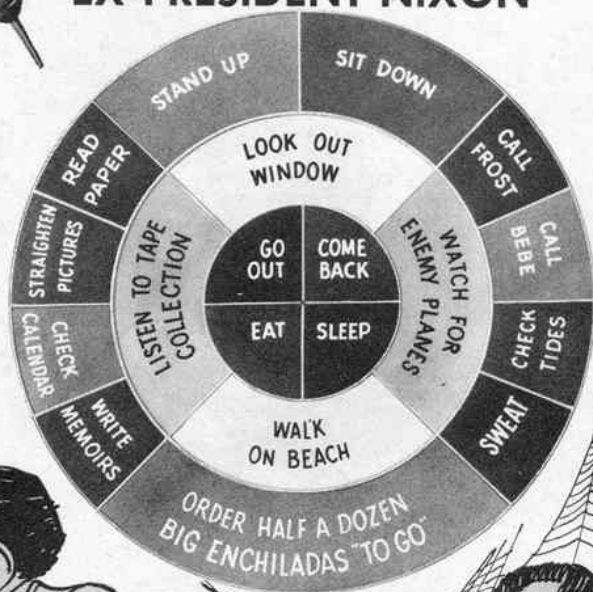 EX-PRESIDENT NIXON
STAND UP
SIT DOWN
READ
PAPER
LOOK OUT
WINDOW
CALL
FROST
STRAIGHTEN
PICTURES
LISTEN TO TAPE
COLLECTION
GO
OUT
COME
BACK
WATCH FOR
ENEMY PLANES
CALL
BEBE
CHECK
CALENDAR
EAT
SLEEP
CHECK
TIDES
WRITE
MEMOIRS
WALK
ON BEACH
SWEAT
ORDER HALF A DOZEN
BIG ENCHILADAS "TO GO"